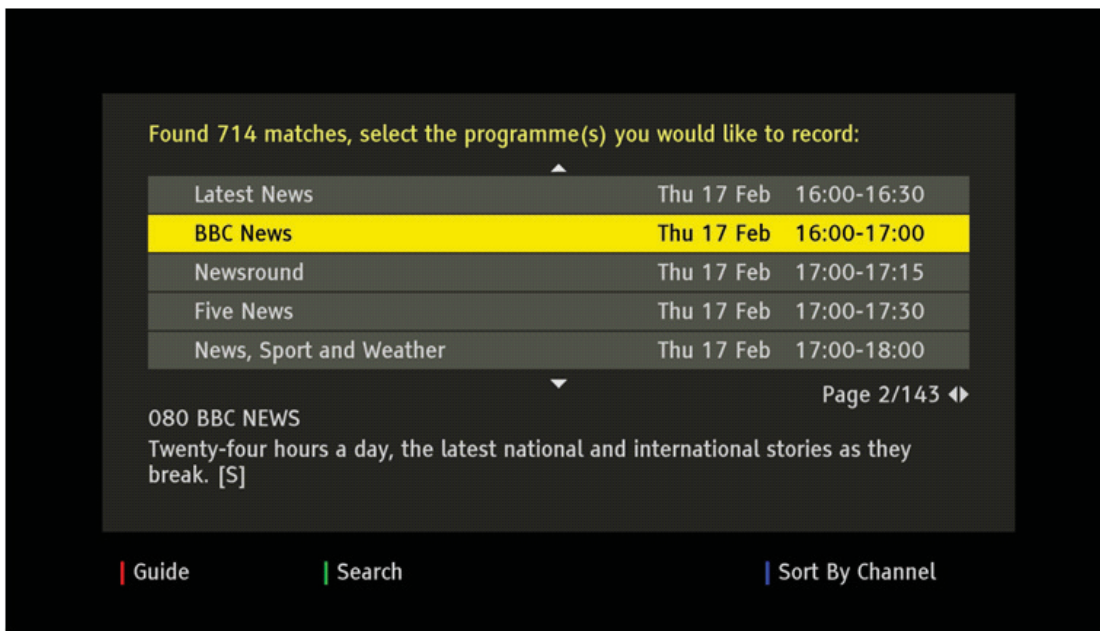 Found 714 matches, select the programme(s) you would like to record:
Latest News Thu 17 Feb 16:00-16:30
BBC News Thu 17 Feb 16:00-17:00
Newsround Thu 17 Feb 17:00-17:15
Five News Thu 17 Feb 17:00-17:30
News, Sport and Weather Thu 17 Feb 17:00-18:00
Page 2/143
080 BBC NEWS
Twenty-four hours a day, the latest national and international stories as they
break. [S]
Guide Search Sort By Channel